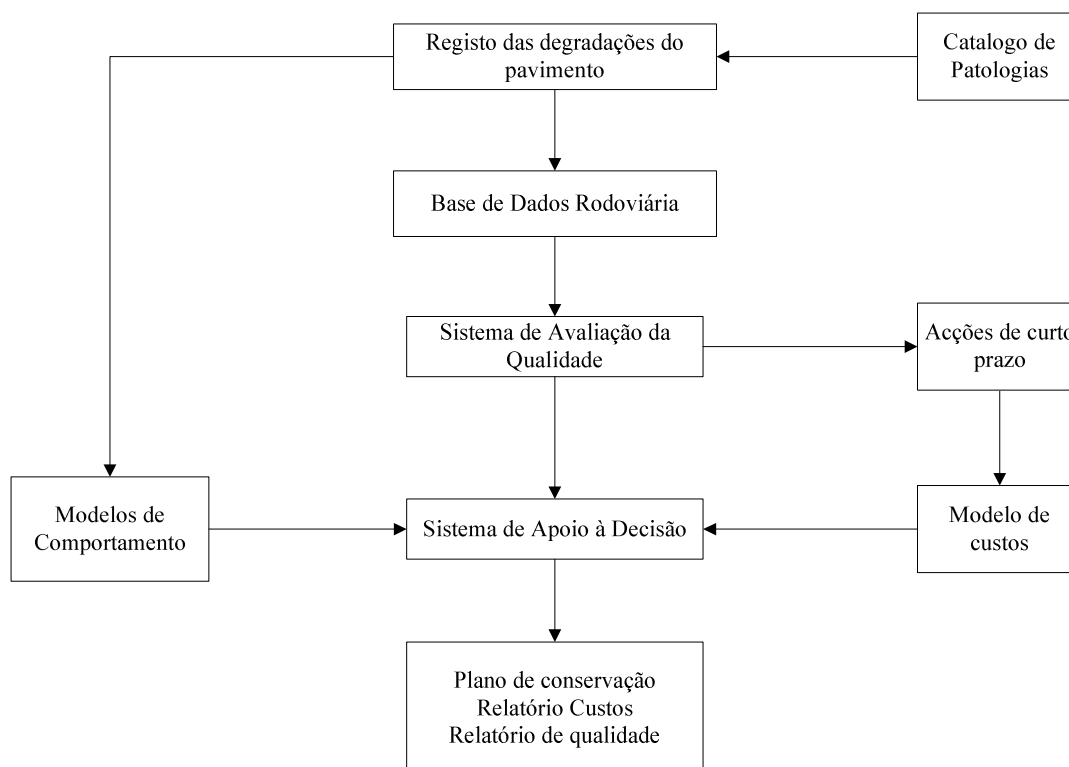 Registo das degradações do
pavimento
Catalogo de
Patologias
Base de Dados Rodoviária
Sistema de Avaliação da
Qualidade
Acções de curto
prazo
Modelos de
Comportamento
Sistema de Apoio à Decisão
Modelo de
custos
Plano de conservação
Relatório Custos
Relatório de qualidade